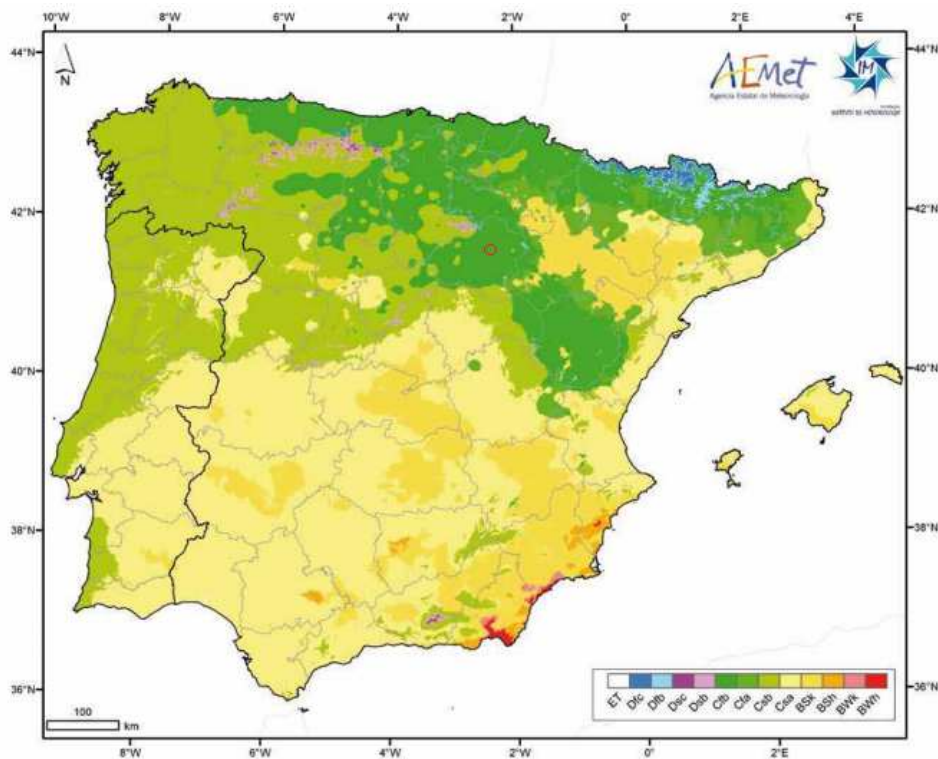 10°W 8°W 6°W 4°W 2°W 0° 2°E 4°E
44°N 44°N
N
AEMet
Agencia Estatal de Meteorología
IM
42°N 42°N
40°N 40°N
38°N 38°N
36°N 36°N
100
km
ET Dfc Dfb Dsc Dsb Cfb Cfa Csb Csa BSk BSh BWk BWh
8°W 6°W 4°W 2°W 0° 2°E